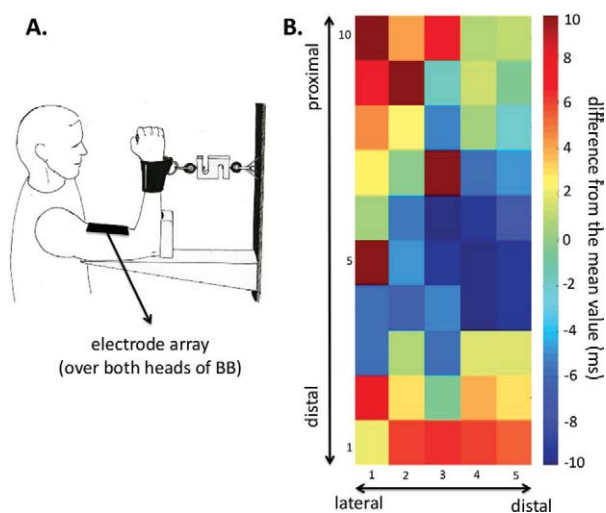 A.
electrode array
(over both heads of BB)
B.
proximal
distal
10
5
1
1 2 3 4 5
lateral distal
10
8
6
4
2
0
-2
-4
-6
-8
-10
difference from the mean value (ms)